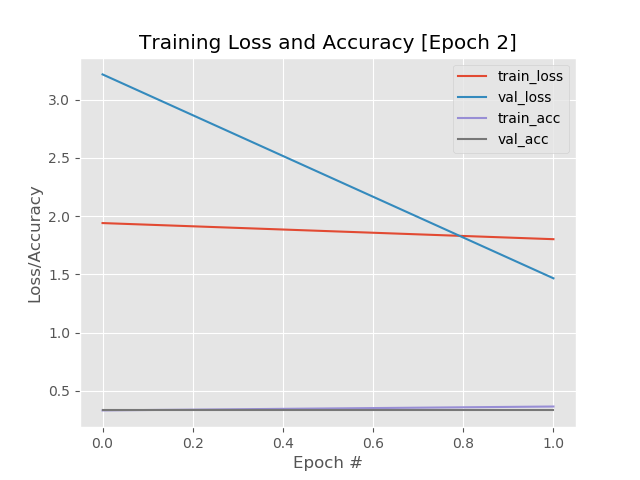 Training Loss and Accuracy [Epoch 2]
train_loss
val_loss
train_acc
val_acc
Loss/Accuracy
3.0
2.5
2.0
1.5
1.0
0.5
0.0 0.2 0.4 0.6 0.8 1.0
Epoch #